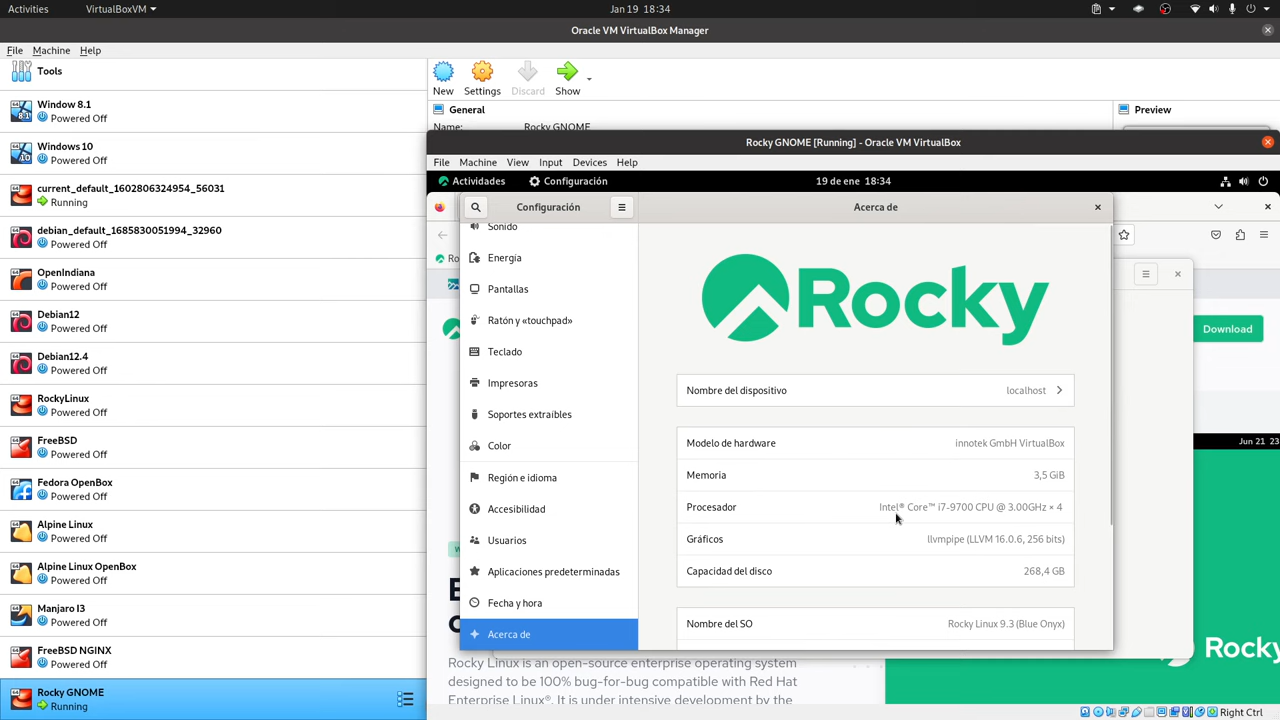 Activities
VirtualBoxVM
Jan 19 18:34
Oracle VM VirtualBox Manager
File Machine Help
Tools
New
Settings
Discard
Show
Window 8.1
Powered Off
Windows 10
Powered Off
current_default_1602806324954_56031
Running
debian_default_1685830051994_32960
Powered Off
OpenIndiana
Powered Off
Debian12
Powered Off
Debian12.4
Powered Off
RockyLinux
Powered Off
FreeBSD
Powered Off
Fedora OpenBox
Powered Off
Alpine Linux
Powered Off
Alpine Linux OpenBox
Powered Off
Manjaro I3
Powered Off
FreeBSD NGINX
Powered Off
Rocky GNOME
Running
General
Preview
Name: Rocky GNOME
Rocky GNOME [Running] - Oracle VM VirtualBox
File Machine View Input Devices Help
Actividades
Configuración
19 de ene 18:34
Configuración
Acerca de
Sonido
Energía
Pantallas
Ratón y «touchpad»
Teclado
Impresoras
Soportes extraíbles
Color
Región e idioma
Accesibilidad
Usuarios
Aplicaciones predeterminadas
Fecha y hora
Acerca de
Rocky
Nombre del dispositivo localhost
Modelo de hardware innotek GmbH VirtualBox
Memoria 3,5 GiB
Procesador Intel® Core™ i7-9700 CPU @ 3.00GHz × 4
Gráficos llvmpipe (LLVM 16.0.6, 256 bits)
Capacidad del disco 268,4 GB
Nombre del SO Rocky Linux 9.3 (Blue Onyx)
Download
Jun 21 23
Rocky
Rocky Linux is an open-source enterprise operating system
designed to be 100% bug-for-bug compatible with Red Hat
Enterprise Linux®. It is under intensive development by the
Right Ctrl